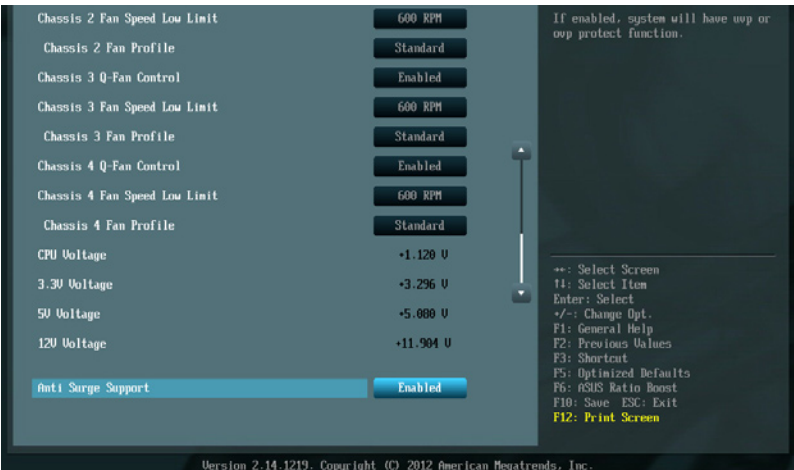 Chassis 2 Fan Speed Low Limit 600 RPM
Chassis 2 Fan Profile Standard
Chassis 3 Q-Fan Control Enabled
Chassis 3 Fan Speed Low Limit 600 RPM
Chassis 3 Fan Profile Standard
Chassis 4 Q-Fan Control Enabled
Chassis 4 Fan Speed Low Limit 600 RPM
Chassis 4 Fan Profile Standard
CPU Voltage +1.120 V
3.3V Voltage +3.296 V
5V Voltage +5.080 V
12V Voltage +11.904 V
Anti Surge Support Enabled
If enabled, system will have uvp or
ovp protect function.
→←: Select Screen
↑↓: Select Item
Enter: Select
+/-: Change Opt.
F1: General Help
F2: Previous Values
F3: Shortcut
F5: Optimized Defaults
F6: ASUS Ratio Boost
F10: Save ESC: Exit
F12: Print Screen
Version 2.14.1219. Copyright (C) 2012 American Megatrends, Inc.